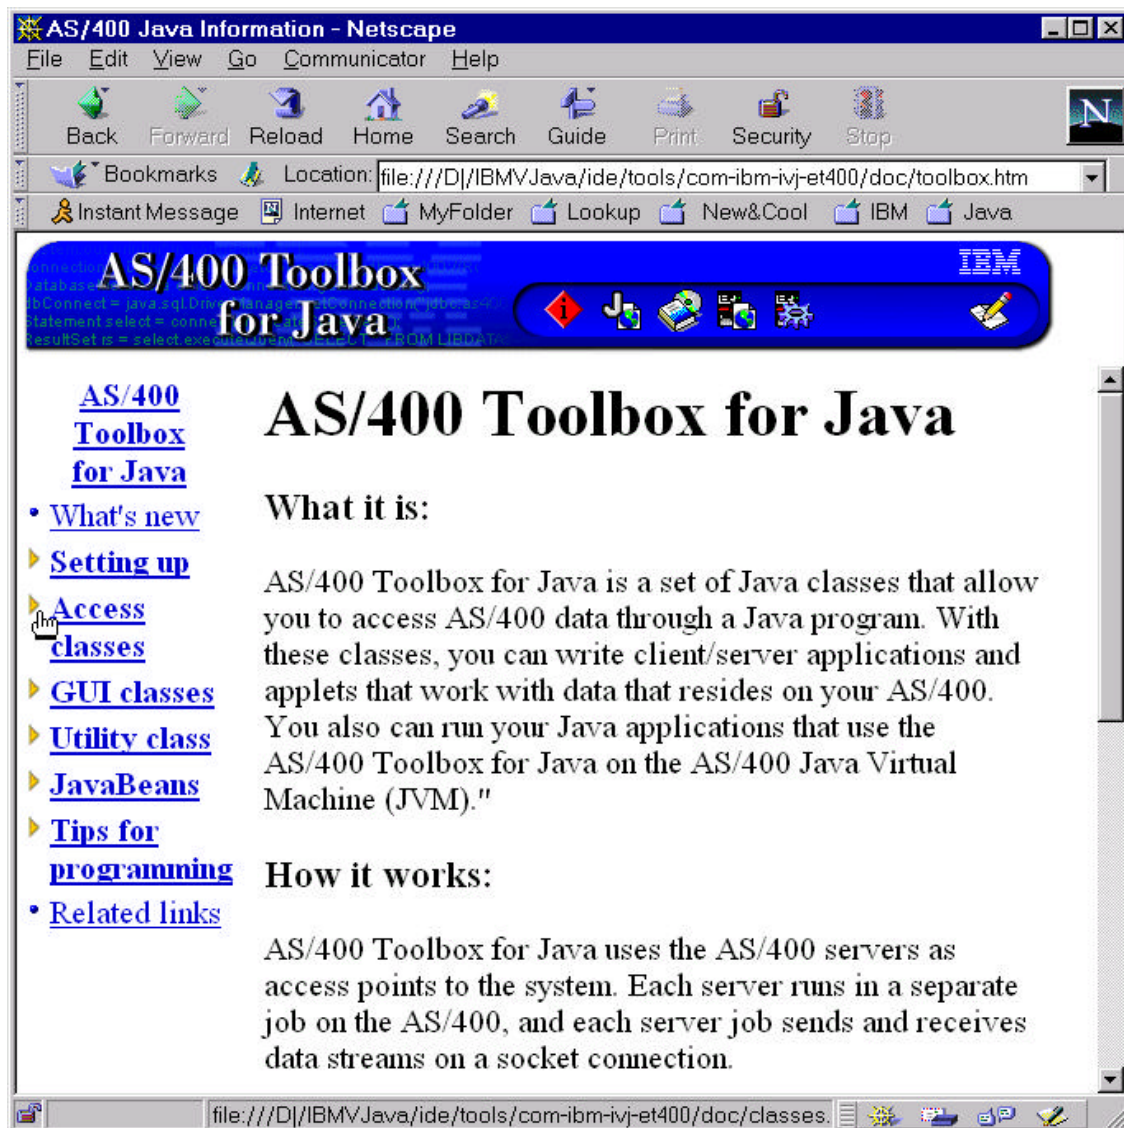 AS/400 Java Information - Netscape
File Edit View Go Communicator Help
Back Forward Reload Home Search Guide Print Security Stop
N
Bookmarks Location: file:///D|/IBMVJava/ide/tools/com-ibm-ivj-et400/doc/toolbox.htm
Instant Message Internet MyFolder Lookup New&Cool IBM Java
AS/400 Toolbox
for Java
IBM
AS/400
Toolbox
for Java
What's new
Setting up
Access
classes
GUI classes
Utility class
JavaBeans
Tips for
programming
Related links
AS/400 Toolbox for Java
What it is:
AS/400 Toolbox for Java is a set of Java classes that allow
you to access AS/400 data through a Java program. With
these classes, you can write client/server applications and
applets that work with data that resides on your AS/400.
You also can run your Java applications that use the
AS/400 Toolbox for Java on the AS/400 Java Virtual
Machine (JVM)."
How it works:
AS/400 Toolbox for Java uses the AS/400 servers as
access points to the system. Each server runs in a separate
job on the AS/400, and each server job sends and receives
data streams on a socket connection.
file:///D|/IBMVJava/ide/tools/com-ibm-ivj-et400/doc/classes.